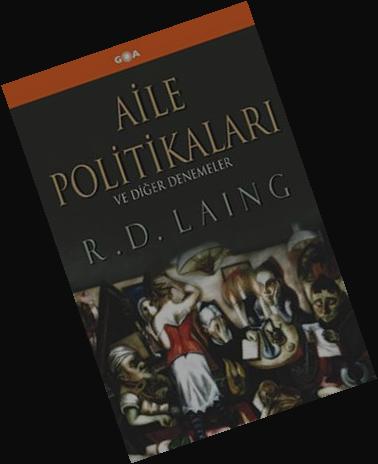 GOA
AİLE
POLİTİKALARI
VE DİĞER DENEMELER
R. D. LAING